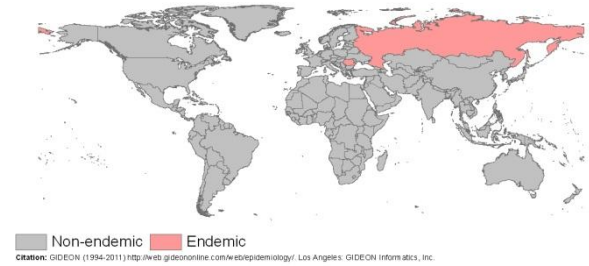 Non-endemic Endemic
Citation: GIDEON (1994-2011) http://web.gideononline.com/web/epidemiology/. Los Angeles: GIDEON Informatics, Inc.